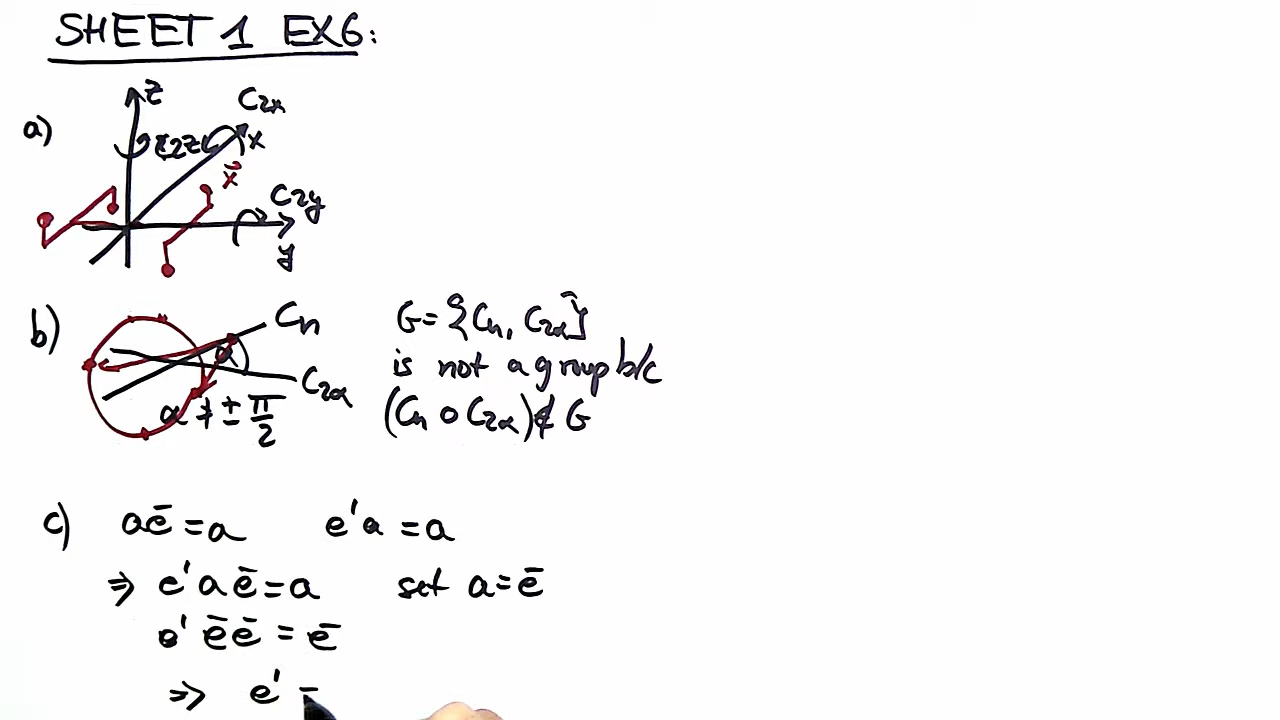 SHEET 1 EX6:
a)
z
C₂ₓ
C2z
x
x⃗
C₂y
y
b)
Cₙ
α
C₂α
α ≠ ± π/2
G = {Cₙ, C₂α}
is not a group b/c
(Cₙ ∘ C₂α) ∉ G
c) aē = a e'a = a
⇒ e'aē = a set a = ē
e'ēē = ē
⇒ e'